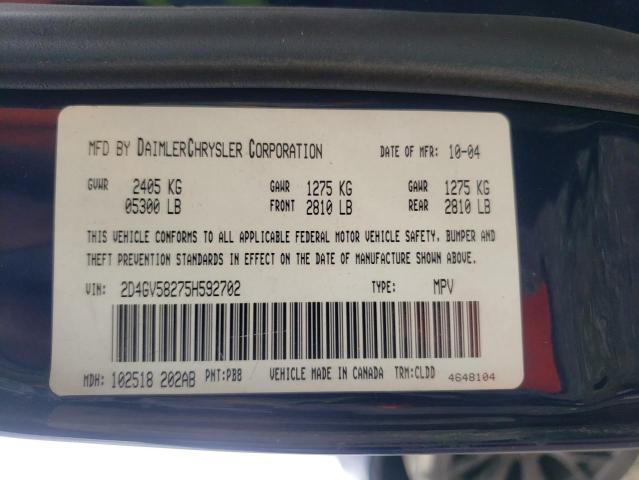 MFD BY DAIMLERCHRYSLER CORPORATION DATE OF MFR: 10-04
GVWR 2405 KG GAWR 1275 KG GAWR 1275 KG
05300 LB FRONT 2810 LB REAR 2810 LB
THIS VEHICLE CONFORMS TO ALL APPLICABLE FEDERAL MOTOR VEHICLE SAFETY, BUMPER AND
THEFT PREVENTION STANDARDS IN EFFECT ON THE DATE OF MANUFACTURE SHOWN ABOVE.
VIN: 2D4GV58275H592702 TYPE: MPV
MDH: 102518 202AB PNT:PBB VEHICLE MADE IN CANADA TRM:CLDD 4648104